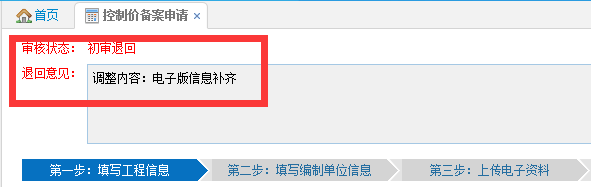 首页 控制价备案申请 ×
审核状态： 初审退回
退回意见： 调整内容：电子版信息补齐
第一步：填写工程信息 第二步：填写编制单位信息 第三步：上传电子资料